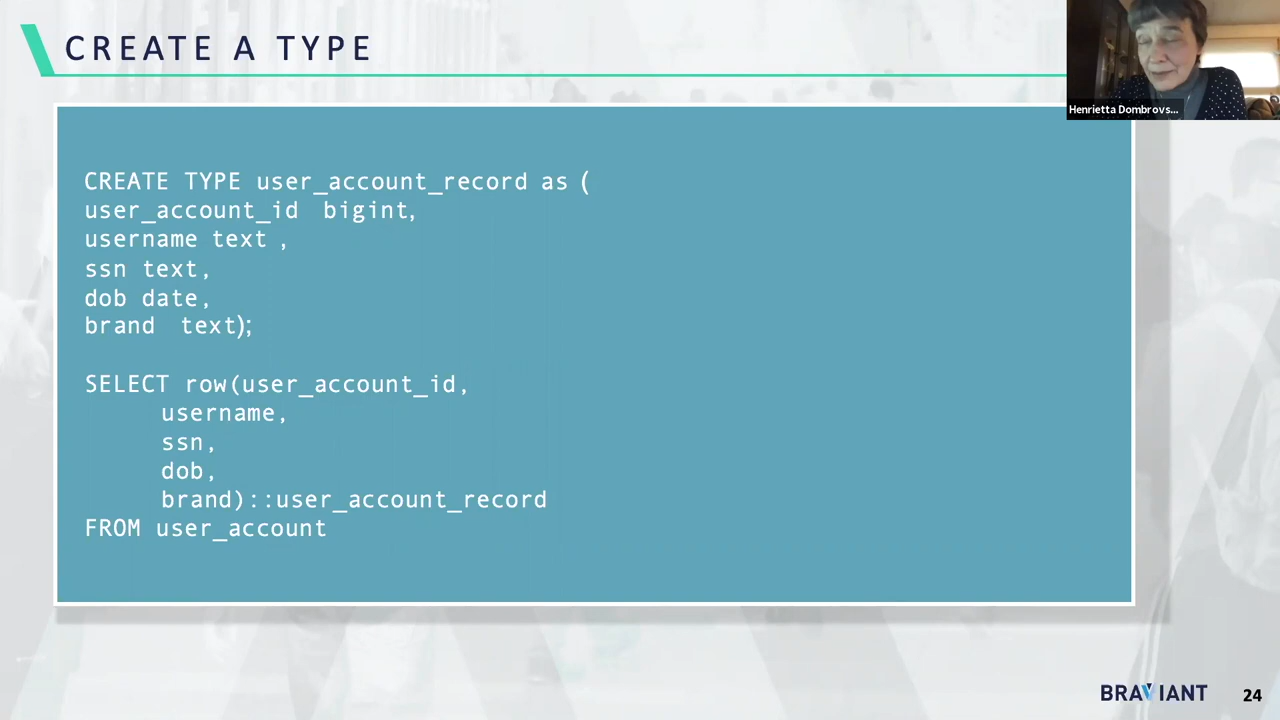 CREATE A TYPE
Henrietta Dombrovs...
CREATE TYPE user_account_record as (
user_account_id bigint,
username text ,
ssn text,
dob date,
brand text);
SELECT row(user_account_id,
username,
ssn,
dob,
brand)::user_account_record
FROM user_account
BRAVIANT
24